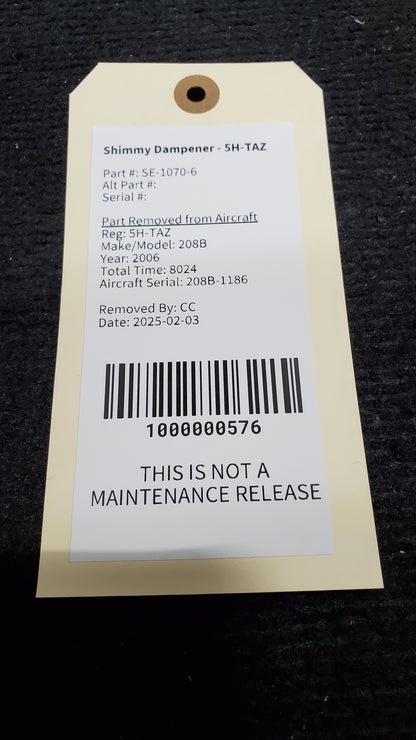 Shimmy Dampener - 5H-TAZ
Part #: SE-1070-6
Alt Part #:
Serial #:
Part Removed from Aircraft
Reg: 5H-TAZ
Make/Model: 208B
Year: 2006
Total Time: 8024
Aircraft Serial: 208B-1186
Removed By: CC
Date: 2025-02-03
1000000576
THIS IS NOT A
MAINTENANCE RELEASE